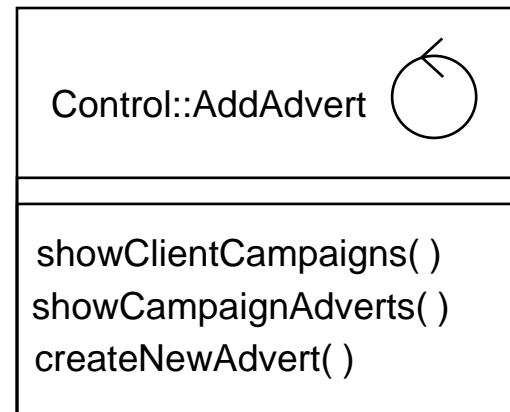 Control::AddAdvert
showClientCampaigns( )
showCampaignAdverts( )
createNewAdvert( )